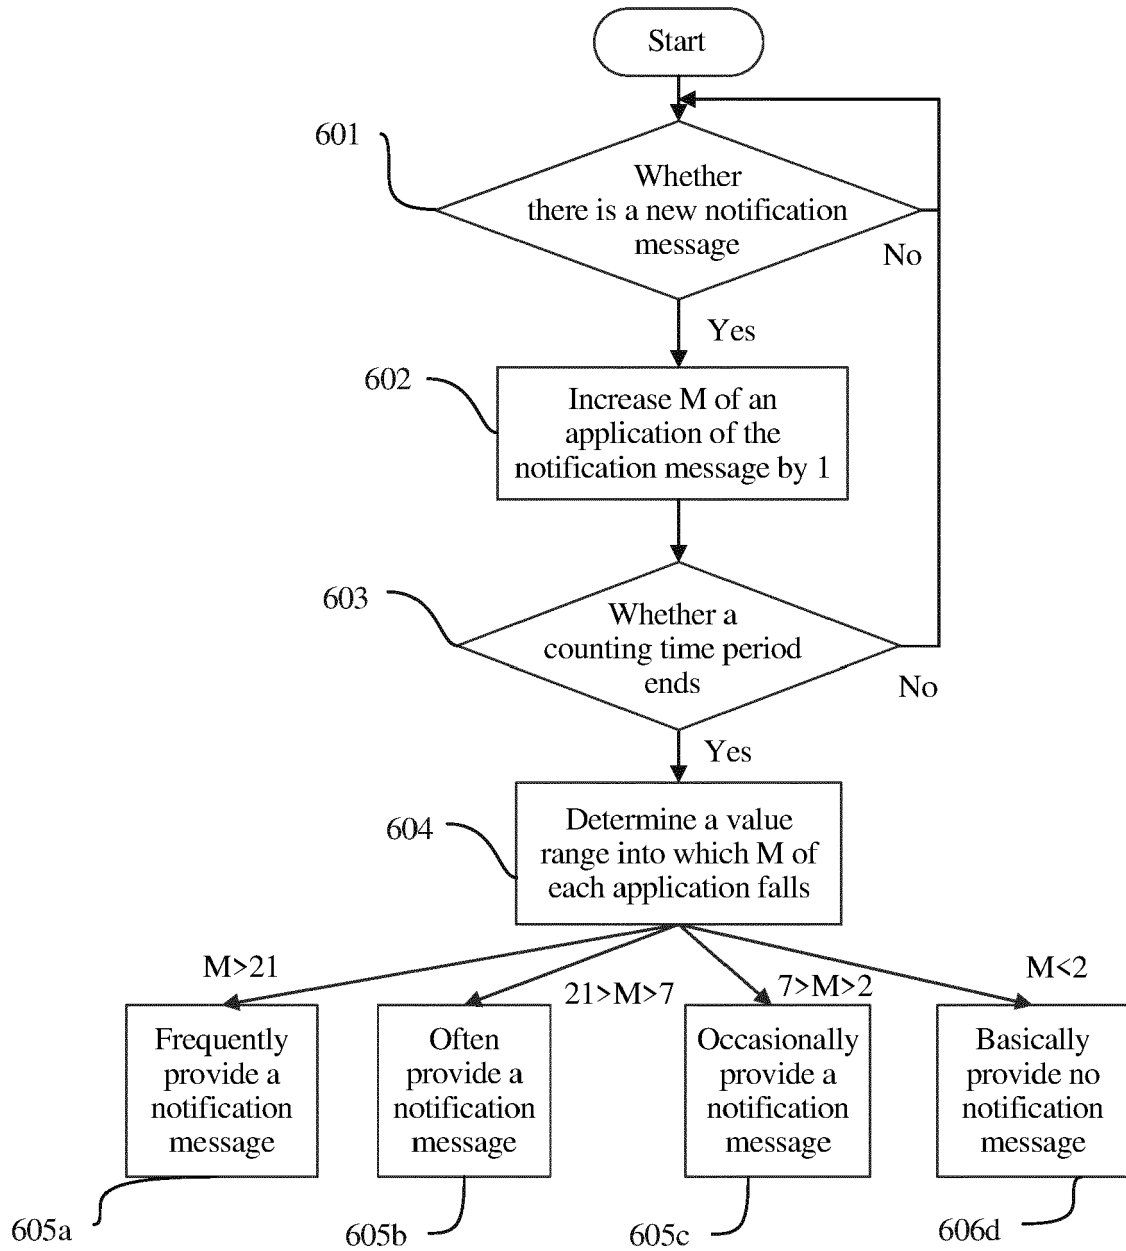 Start
601
Whether
there is a new notification
message
No
Yes
602
Increase M of an
application of the
notification message by 1
603
Whether a
counting time period
ends
No
Yes
604
Determine a value
range into which M of
each application falls
M>21
21>M>7
7>M>2
M<2
Frequently
provide a
notification
message
Often
provide a
notification
message
Occasionally
provide a
notification
message
Basically
provide no
notification
message
605a
605b
605c
606d